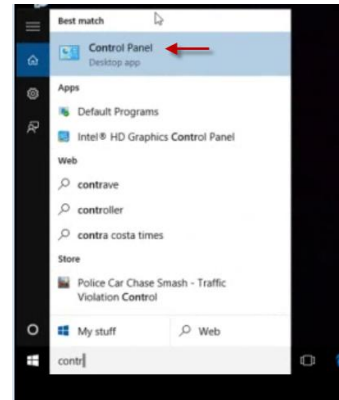 Best match
Control Panel
Desktop app
Apps
Default Programs
Intel® HD Graphics Control Panel
Web
contrave
controller
contra costa times
Store
Police Car Chase Smash - Traffic
Violation Control
My stuff
Web
contr